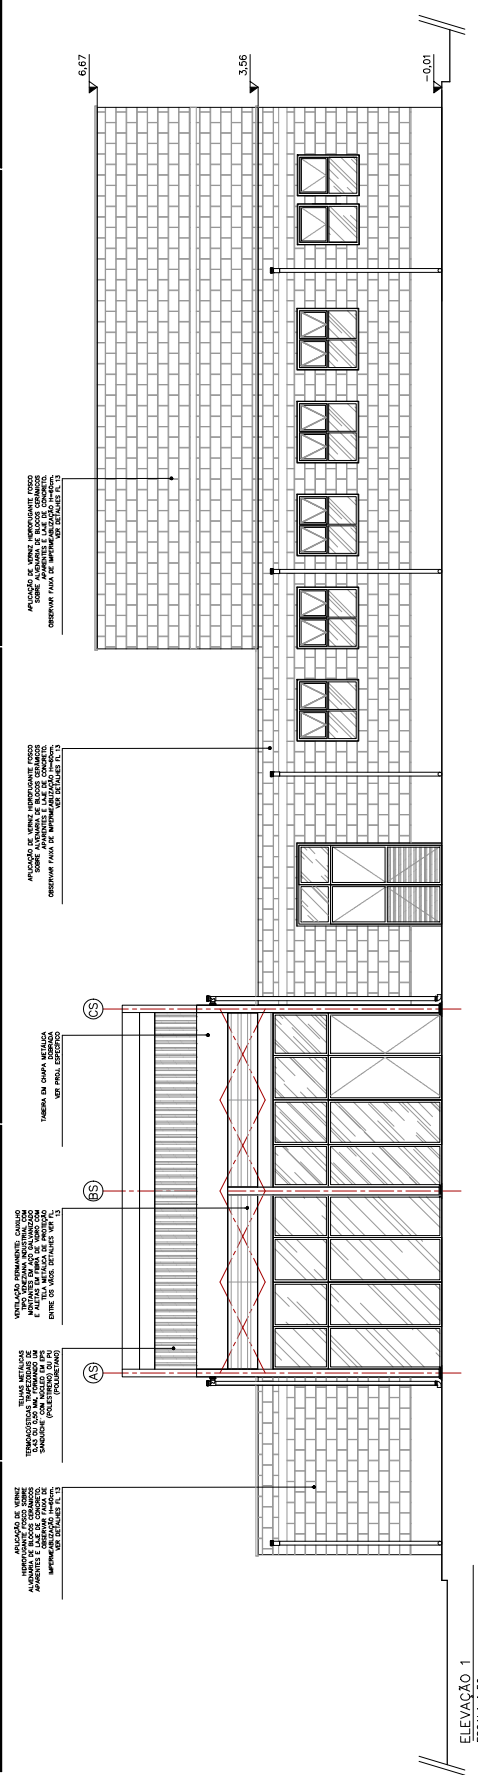 APLICAÇÃO DE VERNIZ
HIDROFUGANTE FOSCO SOBRE
ALVENARIA DE BLOCOS CERÂMICOS
APARENTES E LAJE DE CONCRETO.
OBSERVAR FAIXA DE
IMPERMEABILIZAÇÃO H=60cm.
VER DETALHES FL 13
TELHAS METÁLICAS
TERMOACÚSTICAS TRAPEZOIDAIS DE
0,43 OU 0,50 MM, FORMANDO UM
'SANDUÍCHE' COM NÚCLEO EM EPS
(POLIESTIRENO) OU PU
(POLIURETANO)
VENTILAÇÃO PERMANENTE: CAIXILHO
TIPO VENEZIANA INDUSTRIAL COM
MONTANTES EM AÇO GALVANIZADO
E ALETAS EM FIBRA DE VIDRO COM
TELA METÁLICA DE PROTEÇÃO
ENTRE OS VÃOS. DETALHES VER FL.
13
TABEIRA EM CHAPA METÁLICA
DOBRADA
VER PROJ. ESPECÍFICO
APLICAÇÃO DE VERNIZ HIDROFUGANTE FOSCO
SOBRE ALVENARIA DE BLOCOS CERÂMICOS
APARENTES E LAJE DE CONCRETO.
OBSERVAR FAIXA DE IMPERMEABILIZAÇÃO H=60cm.
VER DETALHES FL 13
APLICAÇÃO DE VERNIZ HIDROFUGANTE FOSCO
SOBRE ALVENARIA DE BLOCOS CERÂMICOS
APARENTES E LAJE DE CONCRETO.
OBSERVAR FAIXA DE IMPERMEABILIZAÇÃO H=60cm.
VER DETALHES FL 13
AS
BS
CS
6,67
3,56
-0,01
ELEVAÇÃO 1